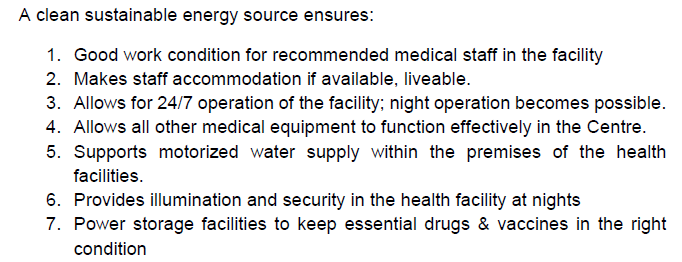 A clean sustainable energy source ensures:
1. Good work condition for recommended medical staff in the facility
2. Makes staff accommodation if available, liveable.
3. Allows for 24/7 operation of the facility; night operation becomes possible.
4. Allows all other medical equipment to function effectively in the Centre.
5. Supports motorized water supply within the premises of the health
facilities.
6. Provides illumination and security in the health facility at nights
7. Power storage facilities to keep essential drugs & vaccines in the right
condition